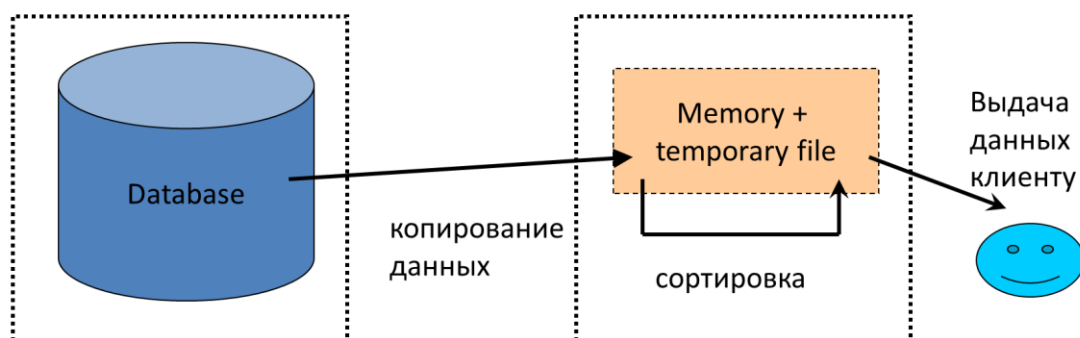 Database
копирование
данных
Memory +
temporary file
сортировка
Выдача
данных
клиенту